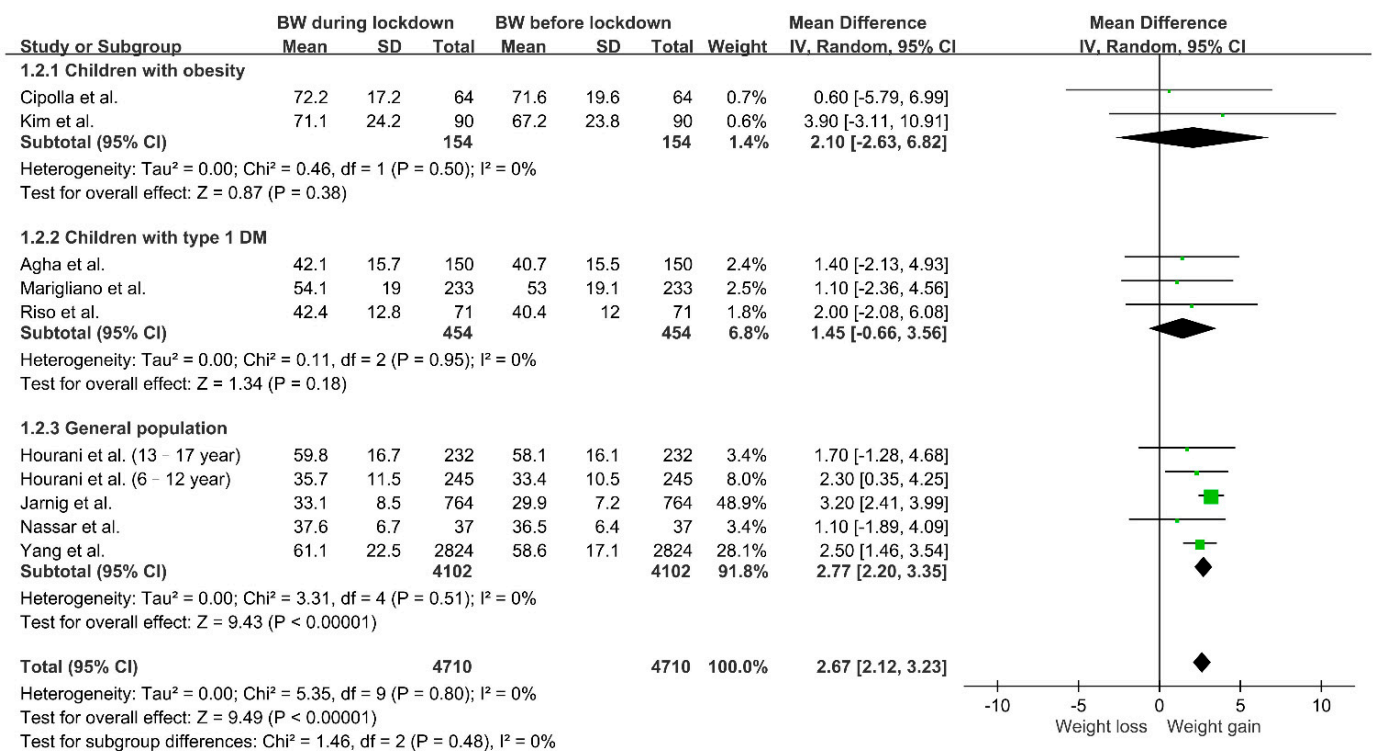 BW during lockdown BW before lockdown Mean Difference Mean Difference
Study or Subgroup Mean SD Total Mean SD Total Weight IV, Random, 95% CI IV, Random, 95% CI
1.2.1 Children with obesity
Cipolla et al. 72.2 17.2 64 71.6 19.6 64 0.7% 0.60 [-5.79, 6.99]
Kim et al. 71.1 24.2 90 67.2 23.8 90 0.6% 3.90 [-3.11, 10.91]
Subtotal (95% CI) 154 154 1.4% 2.10 [-2.63, 6.82]
Heterogeneity: Tau² = 0.00; Chi² = 0.46, df = 1 (P = 0.50); I² = 0%
Test for overall effect: Z = 0.87 (P = 0.38)
1.2.2 Children with type 1 DM
Agha et al. 42.1 15.7 150 40.7 15.5 150 2.4% 1.40 [-2.13, 4.93]
Marigliano et al. 54.1 19 233 53 19.1 233 2.5% 1.10 [-2.36, 4.56]
Riso et al. 42.4 12.8 71 40.4 12 71 1.8% 2.00 [-2.08, 6.08]
Subtotal (95% CI) 454 454 6.8% 1.45 [-0.66, 3.56]
Heterogeneity: Tau² = 0.00; Chi² = 0.11, df = 2 (P = 0.95); I² = 0%
Test for overall effect: Z = 1.34 (P = 0.18)
1.2.3 General population
Hourani et al. (13 – 17 year) 59.8 16.7 232 58.1 16.1 232 3.4% 1.70 [-1.28, 4.68]
Hourani et al. (6 – 12 year) 35.7 11.5 245 33.4 10.5 245 8.0% 2.30 [0.35, 4.25]
Jarnig et al. 33.1 8.5 764 29.9 7.2 764 48.9% 3.20 [2.41, 3.99]
Nassar et al. 37.6 6.7 37 36.5 6.4 37 3.4% 1.10 [-1.89, 4.09]
Yang et al. 61.1 22.5 2824 58.6 17.1 2824 28.1% 2.50 [1.46, 3.54]
Subtotal (95% CI) 4102 4102 91.8% 2.77 [2.20, 3.35]
Heterogeneity: Tau² = 0.00; Chi² = 3.31, df = 4 (P = 0.51); I² = 0%
Test for overall effect: Z = 9.43 (P < 0.00001)
Total (95% CI) 4710 4710 100.0% 2.67 [2.12, 3.23]
Heterogeneity: Tau² = 0.00; Chi² = 5.35, df = 9 (P = 0.80); I² = 0%
Test for overall effect: Z = 9.49 (P < 0.00001)
Test for subgroup differences: Chi² = 1.46, df = 2 (P = 0.48), I² = 0%
-10 -5 0 5 10
Weight loss Weight gain